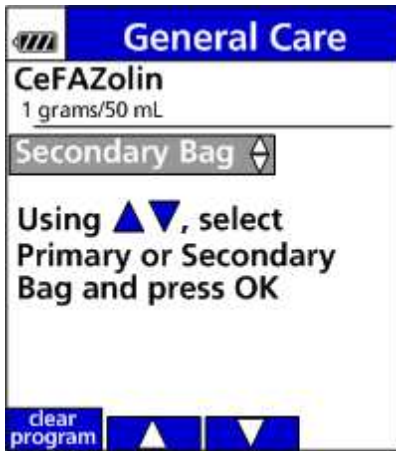 General Care
CeFAZolin
1 grams/50 mL
Secondary Bag
Using ▲▼, select
Primary or Secondary
Bag and press OK
clear
program